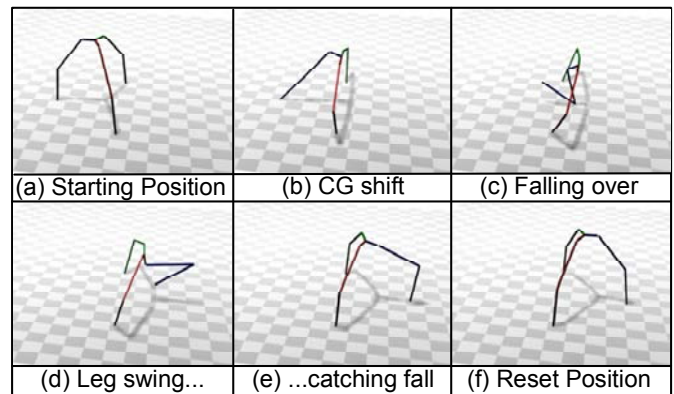 (a) Starting Position
(b) CG shift
(c) Falling over
(d) Leg swing...
(e) ...catching fall
(f) Reset Position